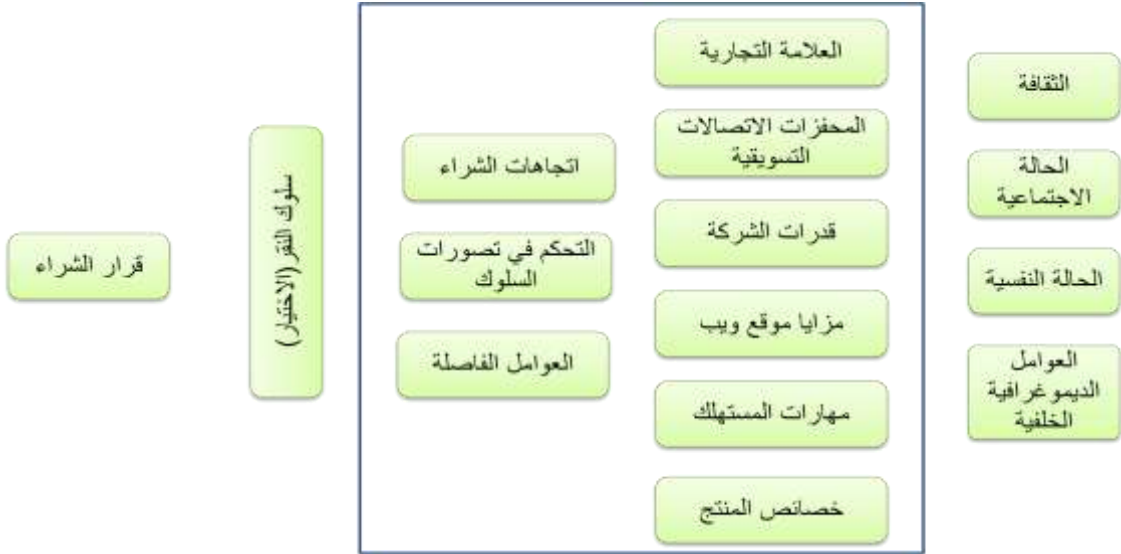 الثقافة
الحالة
الاجتماعية
الحالة النفسية
العوامل
الديموغرافية
الخلفية
العلامة التجارية
المحفزات الاتصالات
التسويقية
قدرات الشركة
مزايا موقع ويب
مهارات المستهلك
خصائص المنتج
اتجاهات الشراء
التحكم في تصورات
السلوك
العوامل الفاصلة
سلوك النقر(الاختيار)
قرار الشراء